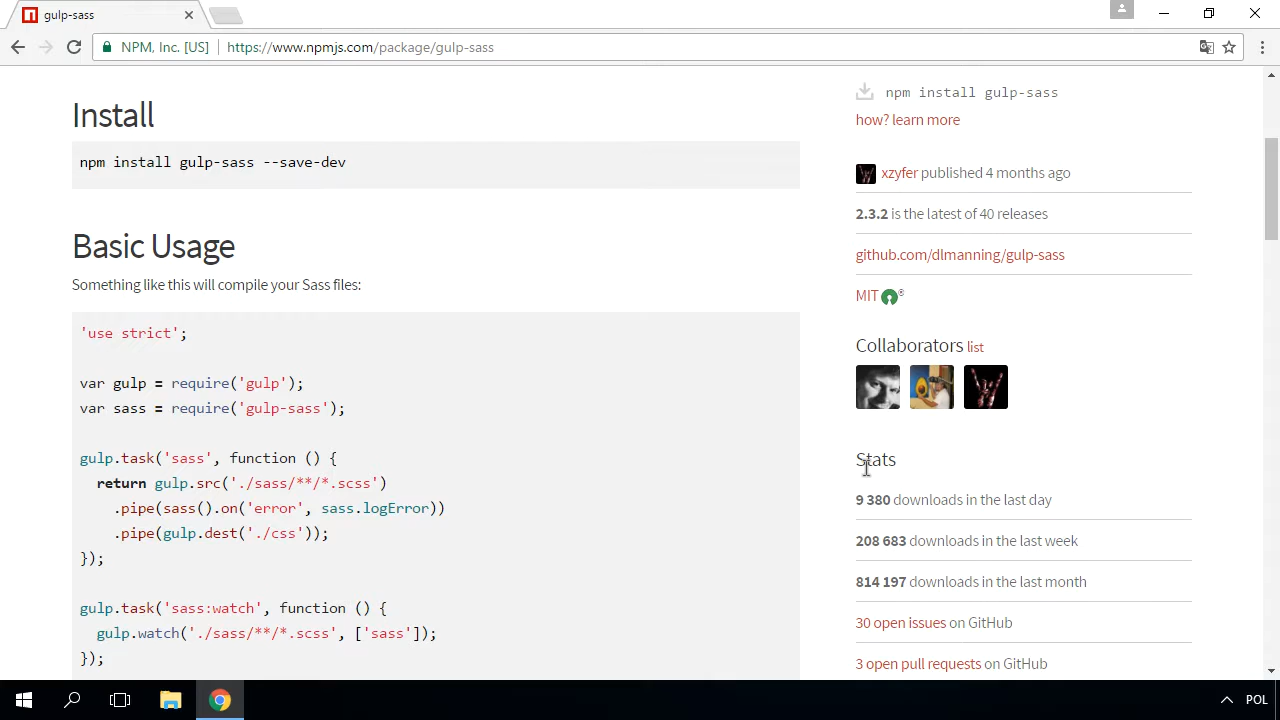 gulp-sass
NPM, Inc. [US]
https://www.npmjs.com/package/gulp-sass
Install
npm install gulp-sass --save-dev
Basic Usage
Something like this will compile your Sass files:
'use strict';
var gulp = require('gulp');
var sass = require('gulp-sass');
gulp.task('sass', function () {
  return gulp.src('./sass/**/*.scss')
    .pipe(sass().on('error', sass.logError))
    .pipe(gulp.dest('./css'));
});
gulp.task('sass:watch', function () {
  gulp.watch('./sass/**/*.scss', ['sass']);
});
npm install gulp-sass
how? learn more
xzyfer published 4 months ago
2.3.2 is the latest of 40 releases
github.com/dlmanning/gulp-sass
MIT ®
Collaborators list
Stats
9 380 downloads in the last day
208 683 downloads in the last week
814 197 downloads in the last month
30 open issues on GitHub
3 open pull requests on GitHub
POL